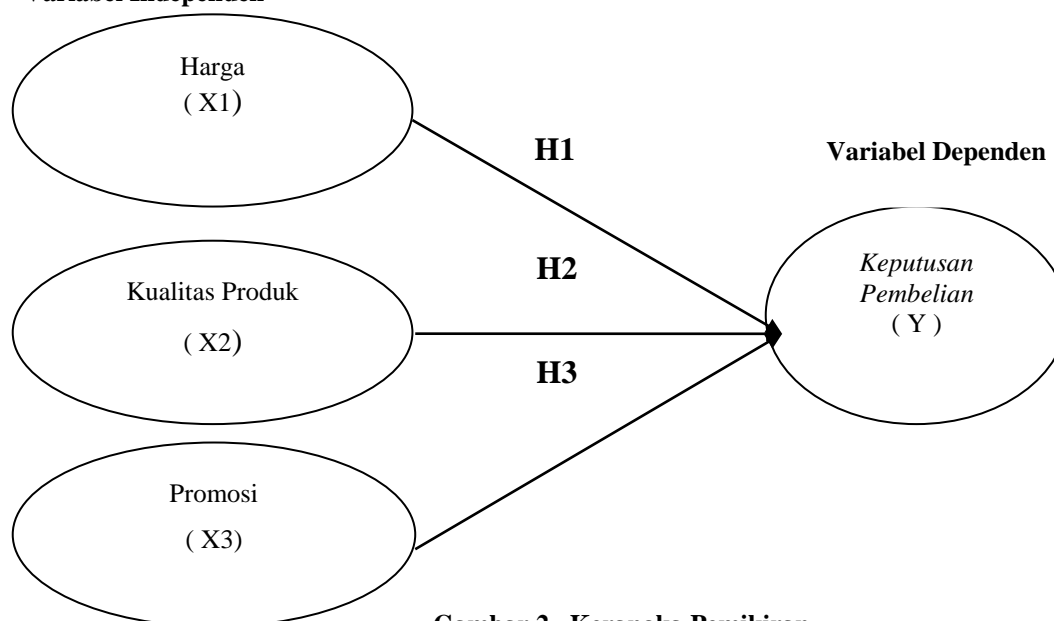 Variabel Independen
Harga
( X1)
H1
Variabel Dependen
H2
Keputusan
Pembelian
( Y )
Kualitas Produk
( X2)
H3
Promosi
( X3)
Gambar 2. Kerangka Pemikiran